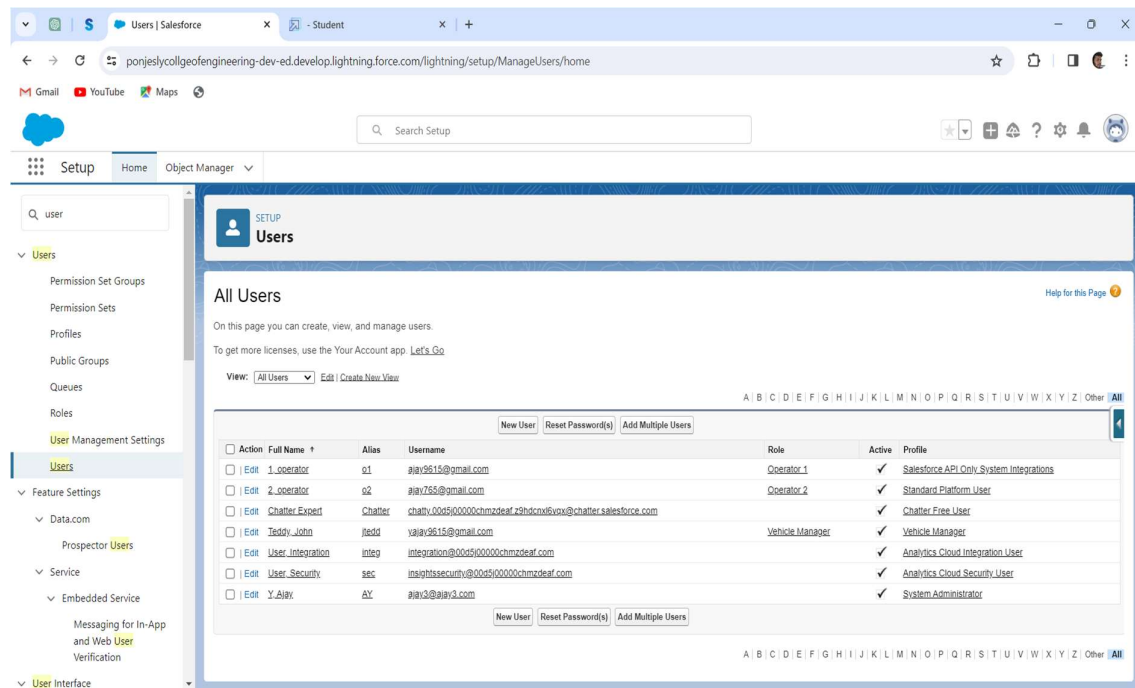 S
Users | Salesforce
- Student
ponjeslycollgeofengineering-dev-ed.develop.lightning.force.com/lightning/setup/ManageUsers/home
Gmail YouTube Maps
Search Setup
Setup Home Object Manager
user
Users
Permission Set Groups
Permission Sets
Profiles
Public Groups
Queues
Roles
User Management Settings
Users
Feature Settings
Data.com
Prospector Users
Service
Embedded Service
Messaging for In-App
and Web User
Verification
User Interface
SETUP
Users
All Users
Help for this Page ?
On this page you can create, view, and manage users.
To get more licenses, use the Your Account app. Let's Go
View: All Users Edit | Create New View
A | B | C | D | E | F | G | H | I | J | K | L | M | N | O | P | Q | R | S | T | U | V | W | X | Y | Z | Other All
New User Reset Password(s) Add Multiple Users
Action Full Name ↑ Alias Username Role Active Profile
| Edit 1, operator o1 ajay9615@gmail.com Operator 1 ✓ Salesforce API Only System Integrations
| Edit 2, operator o2 ajay765@gmail.com Operator 2 ✓ Standard Platform User
| Edit Chatter Expert Chatter chatty.00d5j00000chmzdeaf.z9hdcnxl6vqx@chatter.salesforce.com ✓ Chatter Free User
| Edit Teddy, John jtedd yajay9615@gmail.com Vehicle Manager ✓ Vehicle Manager
| Edit User, Integration integ integration@00d5j00000chmzdeaf.com ✓ Analytics Cloud Integration User
| Edit User, Security sec insightssecurity@00d5j00000chmzdeaf.com ✓ Analytics Cloud Security User
| Edit Y, Ajay AY ajay3@ajay3.com ✓ System Administrator
New User Reset Password(s) Add Multiple Users
A | B | C | D | E | F | G | H | I | J | K | L | M | N | O | P | Q | R | S | T | U | V | W | X | Y | Z | Other All